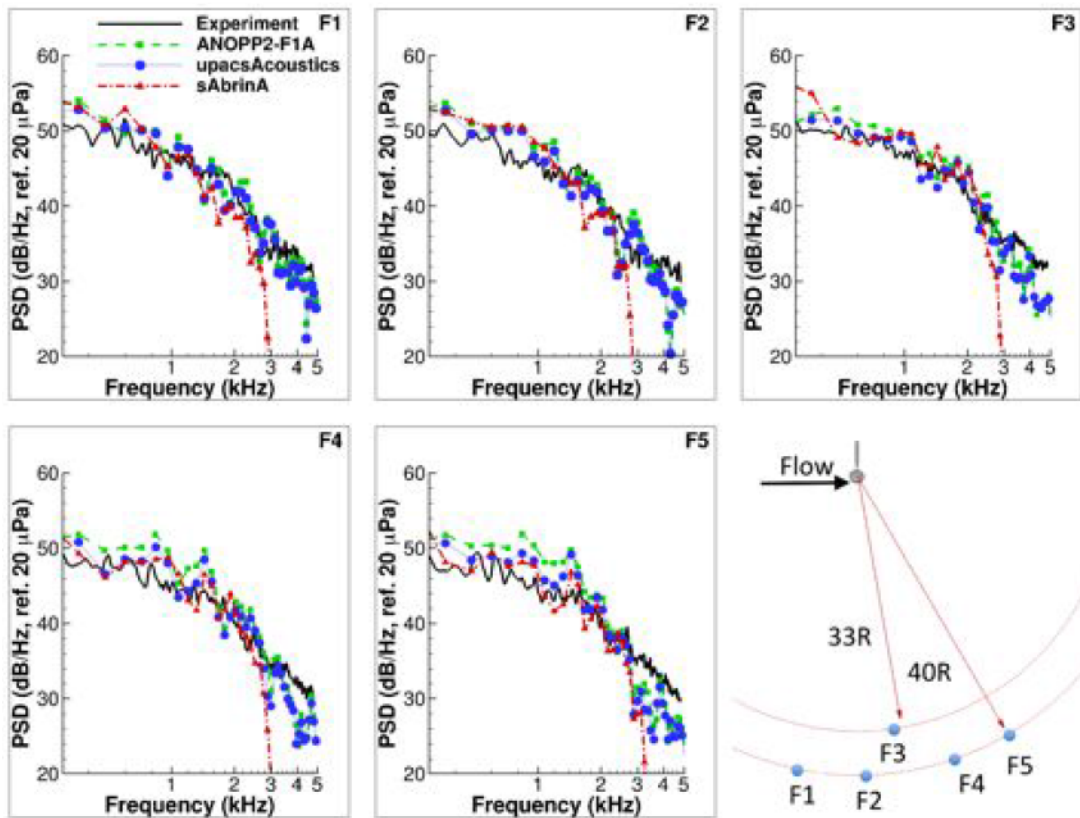 Experiment
ANOPP2-F1A
upacsAcoustics
sAbrinA
F1
60
50
40
30
20
PSD (dB/Hz, ref. 20 μPa)
1 2 3 4 5
Frequency (kHz)
F2
60
50
40
30
20
PSD (dB/Hz, ref. 20 μPa)
1 2 3 4 5
Frequency (kHz)
F3
60
50
40
30
20
PSD (dB/Hz, ref. 20 μPa)
1 2 3 4 5
Frequency (kHz)
F4
60
50
40
30
20
PSD (dB/Hz, ref. 20 μPa)
1 2 3 4 5
Frequency (kHz)
F5
60
50
40
30
20
PSD (dB/Hz, ref. 20 μPa)
1 2 3 4 5
Frequency (kHz)
Flow
33R
40R
F3
F5
F4
F1
F2